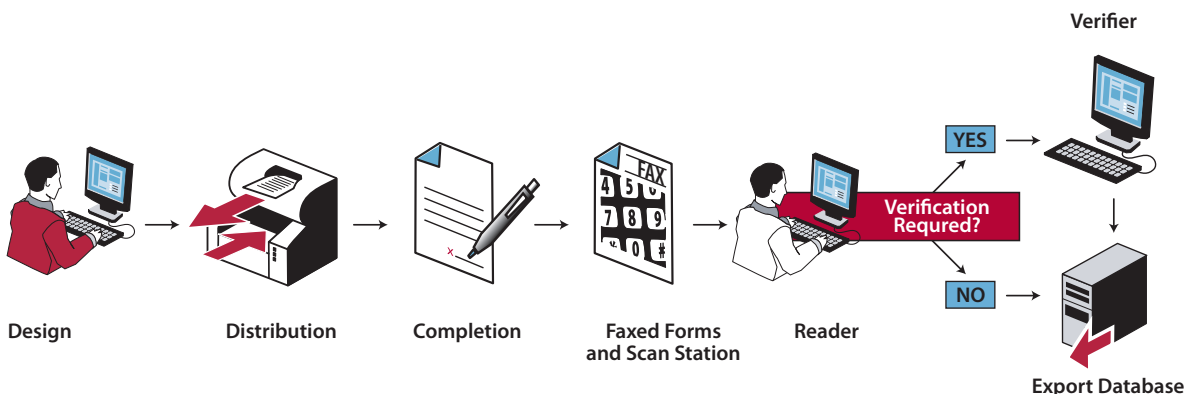 Verifier
YES
FAX
4 5 6
7 8 9
* 0 #
x
Verification
Requred?
NO
Design
Distribution
Completion
Faxed Forms
and Scan Station
Reader
Export Database